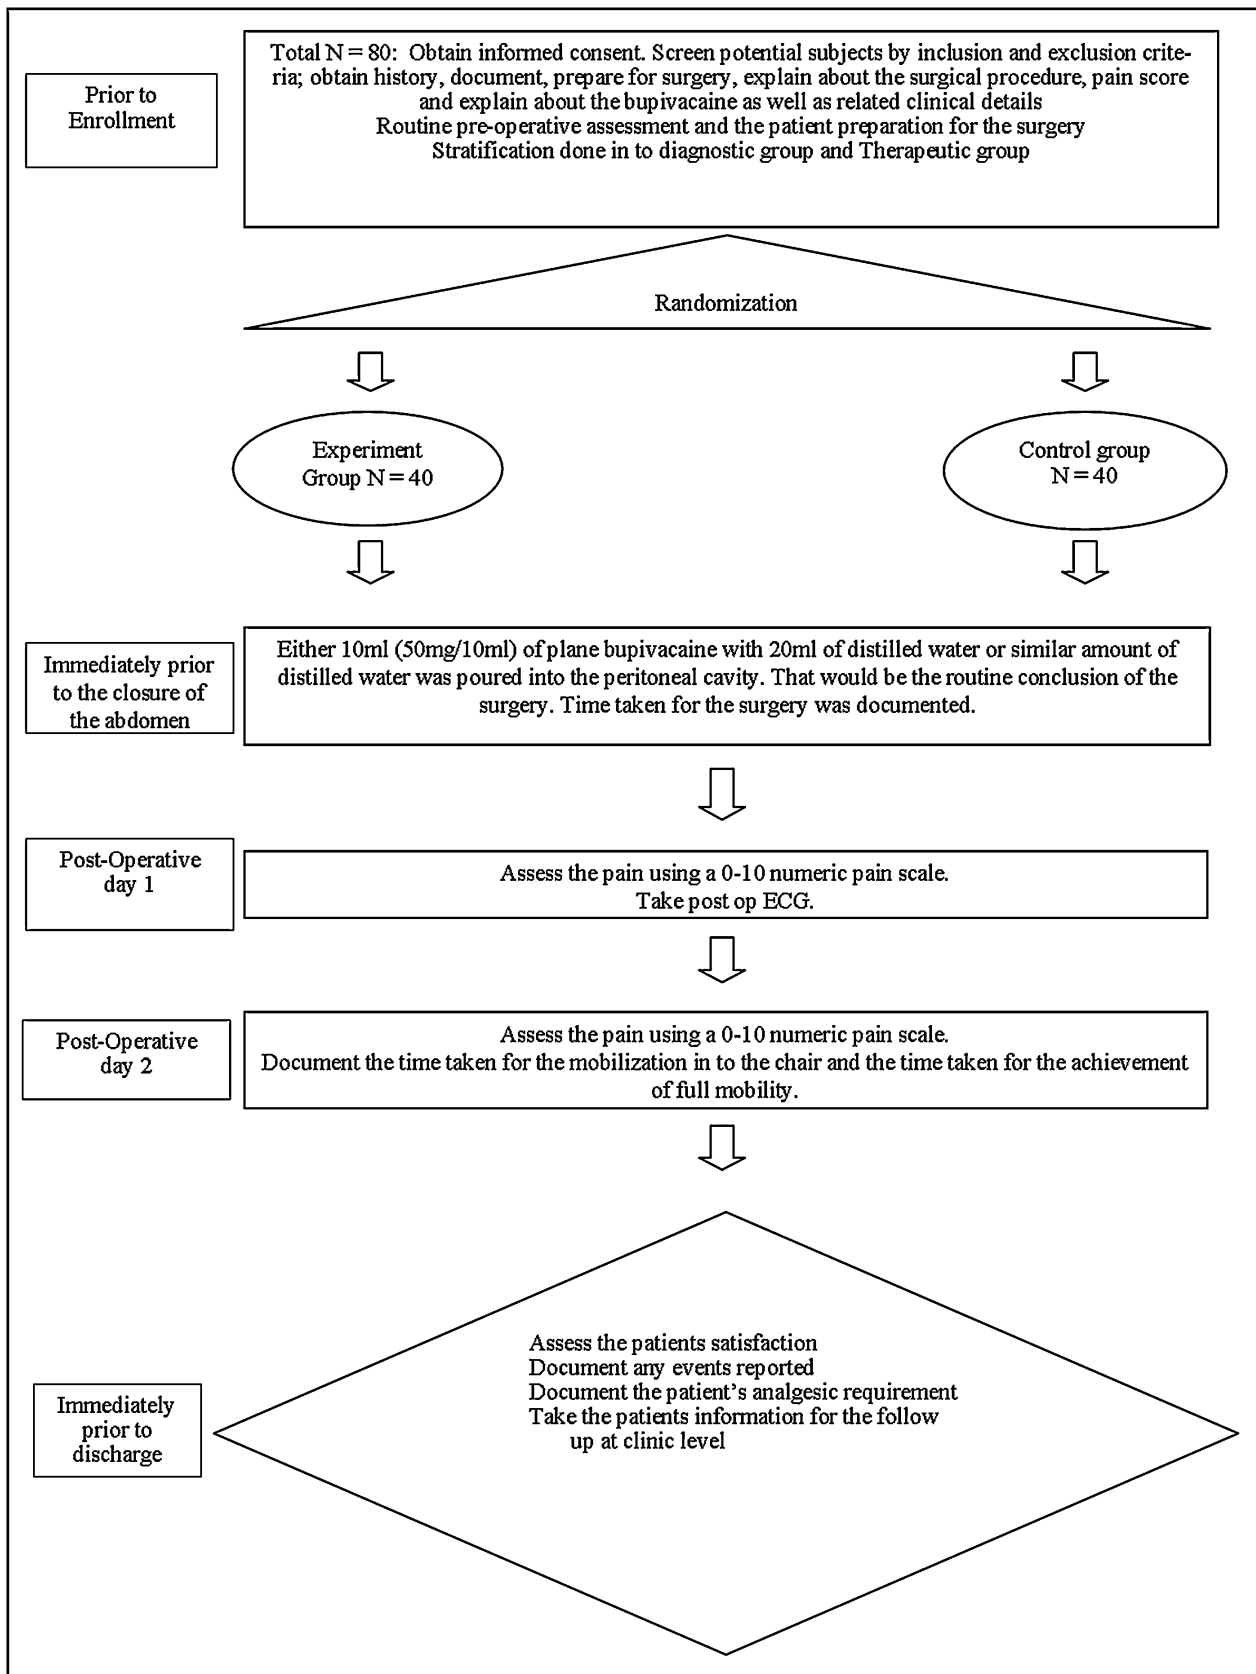 Prior to
Enrollment
Total N = 80:  Obtain informed consent. Screen potential subjects by inclusion and exclusion crite-
ria; obtain history, document, prepare for surgery, explain about the surgical procedure, pain score
and explain about the bupivacaine as well as related clinical details
Routine pre-operative assessment and the patient preparation for the surgery
Stratification done in to diagnostic group and Therapeutic group
Randomization
Experiment
Group N = 40
Control group
N = 40
Immediately prior
to the closure of
the abdomen
Either 10ml (50mg/10ml) of plane bupivacaine with 20ml of distilled water or similar amount of
distilled water was poured into the peritoneal cavity. That would be the routine conclusion of the
surgery. Time taken for the surgery was documented.
Post-Operative
day 1
Assess the pain using a 0-10 numeric pain scale.
Take post op ECG.
Post-Operative
day 2
Assess the pain using a 0-10 numeric pain scale.
Document the time taken for the mobilization in to the chair and the time taken for the achievement
of full mobility.
Immediately
prior to
discharge
Assess the patients satisfaction
Document any events reported
Document the patient's analgesic requirement
Take the patients information for the follow
up at clinic level